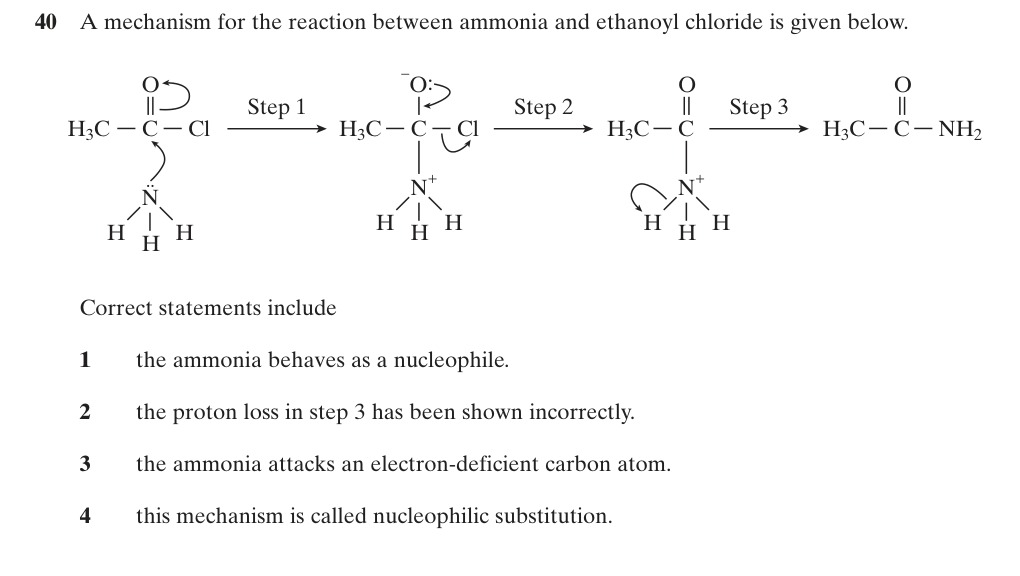 40 A mechanism for the reaction between ammonia and ethanoyl chloride is given below.
O −O: O O
Step 1 Step 2 Step 3
H₃C — C — Cl H₃C — C — Cl H₃C — C H₃C — C — NH₂
N̈ N⁺ N⁺
H H H H H H H H H
Correct statements include
1 the ammonia behaves as a nucleophile.
2 the proton loss in step 3 has been shown incorrectly.
3 the ammonia attacks an electron-deficient carbon atom.
4 this mechanism is called nucleophilic substitution.